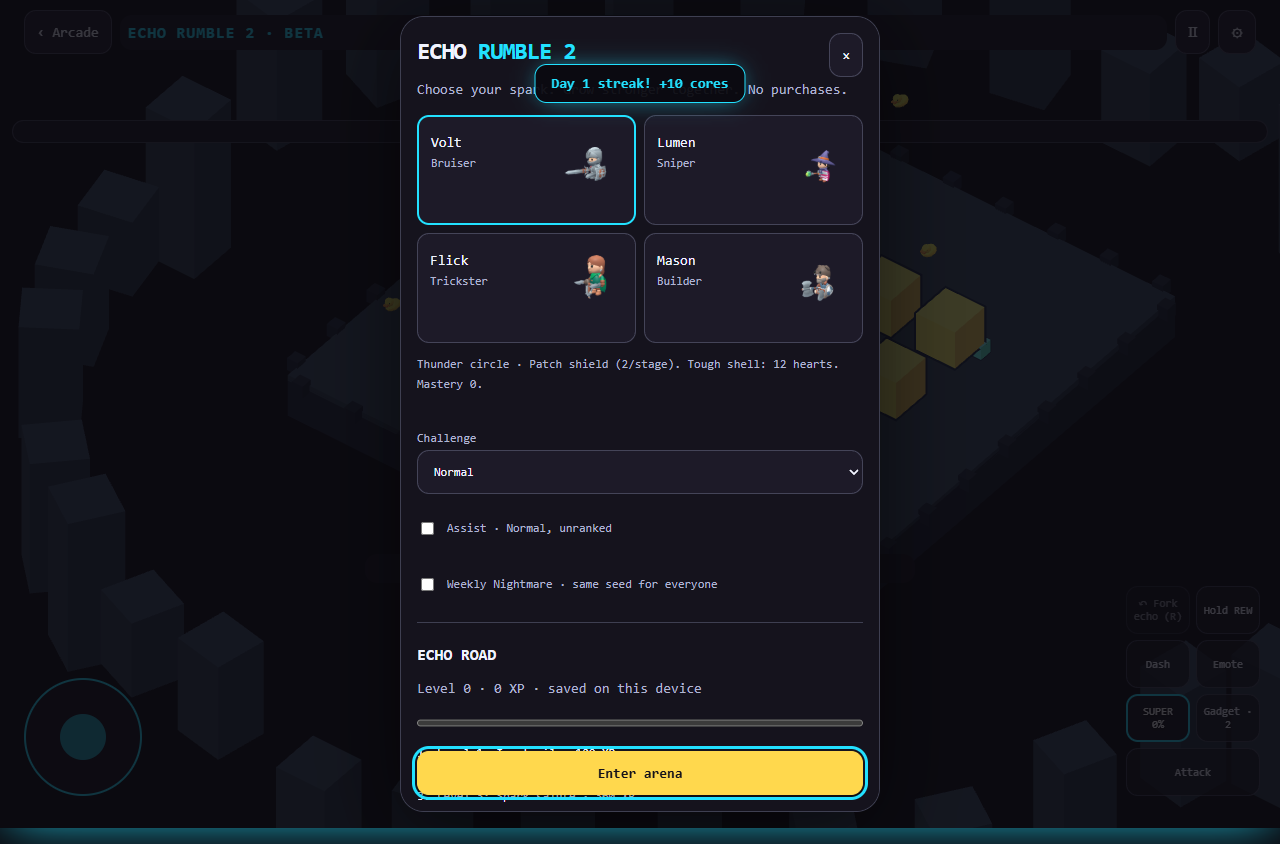 ‹ Arcade
ECHO RUMBLE 2 · BETA
ECHO RUMBLE 2
×
Day 1 streak! +10 cores
Choose your No purchases.
Volt
Bruiser
Lumen
Sniper
Flick
Trickster
Mason
Builder
Thunder circle · Patch shield (2/stage). Tough shell: 12 hearts.
Mastery 0.
Challenge
Normal
Assist · Normal, unranked
Weekly Nightmare · same seed for everyone
ECHO ROAD
Level 0 · 0 XP · saved on this device
Enter arena
↶ Fork
echo (R)
Hold REW
Dash
Emote
SUPER
0%
Gadget ·
2
Attack